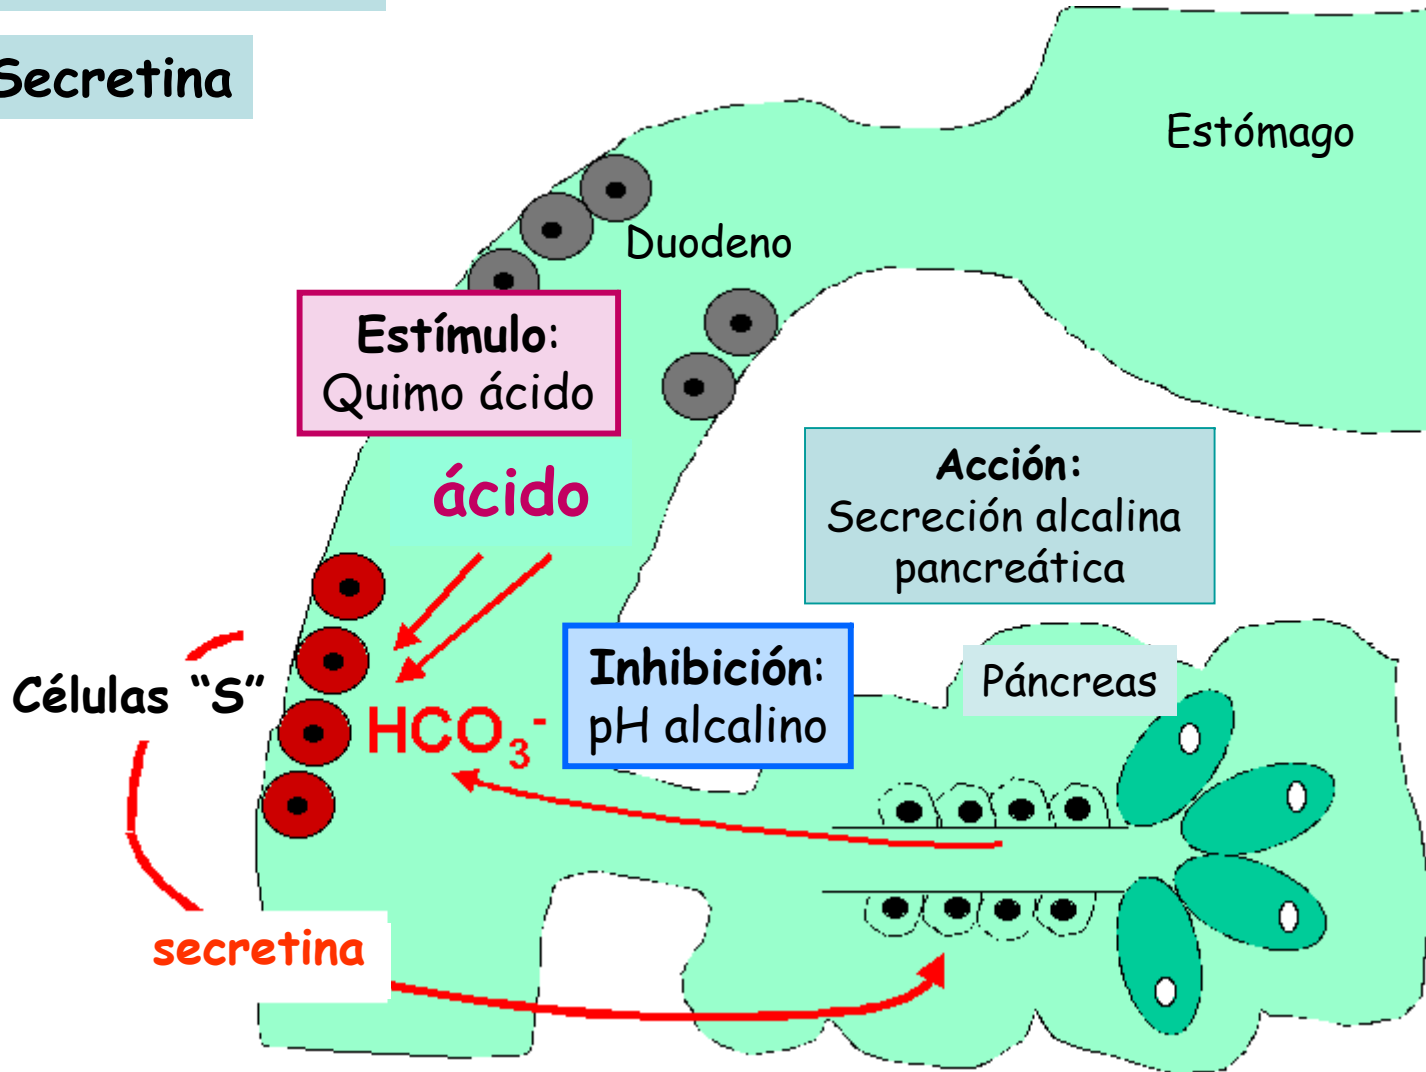 Secretina
Estómago
Duodeno
Estímulo:
Quimo ácido
ácido
Acción:
Secreción alcalina
pancreática
Células “S”
HCO₃⁻
Inhibición:
pH alcalino
Páncreas
secretina